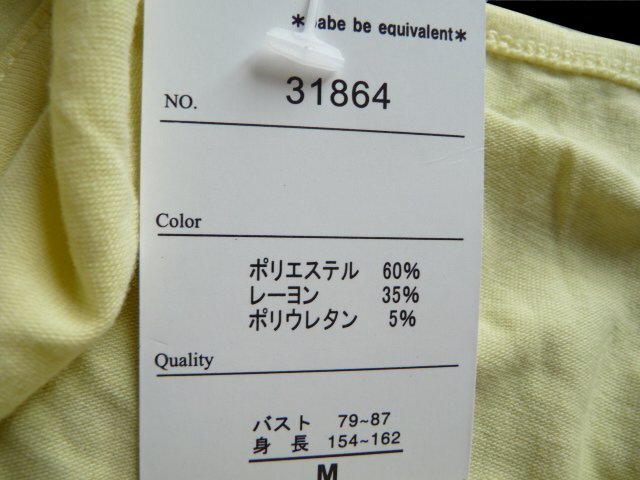 be equivalent*
NO. 31864
Color
ポリエステル 60%
レーヨン 35%
ポリウレタン 5%
Quality
バスト 79~87
身長 154~162
M